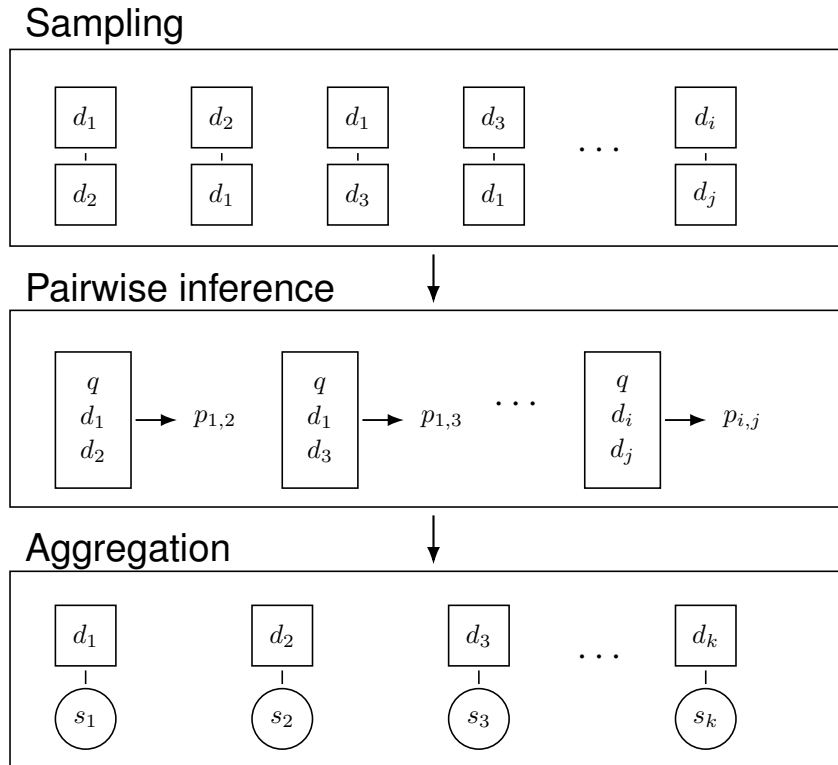 Sampling
d₁ d₂ d₁ d₃ ... dᵢ
d₂ d₁ d₃ d₁ dⱼ
Pairwise inference
q q q
d₁ → p₁,₂ d₁ → p₁,₃ ... dᵢ → pᵢ,ⱼ
d₂ d₃ dⱼ
Aggregation
d₁ d₂ d₃ ... dₖ
s₁ s₂ s₃ sₖ